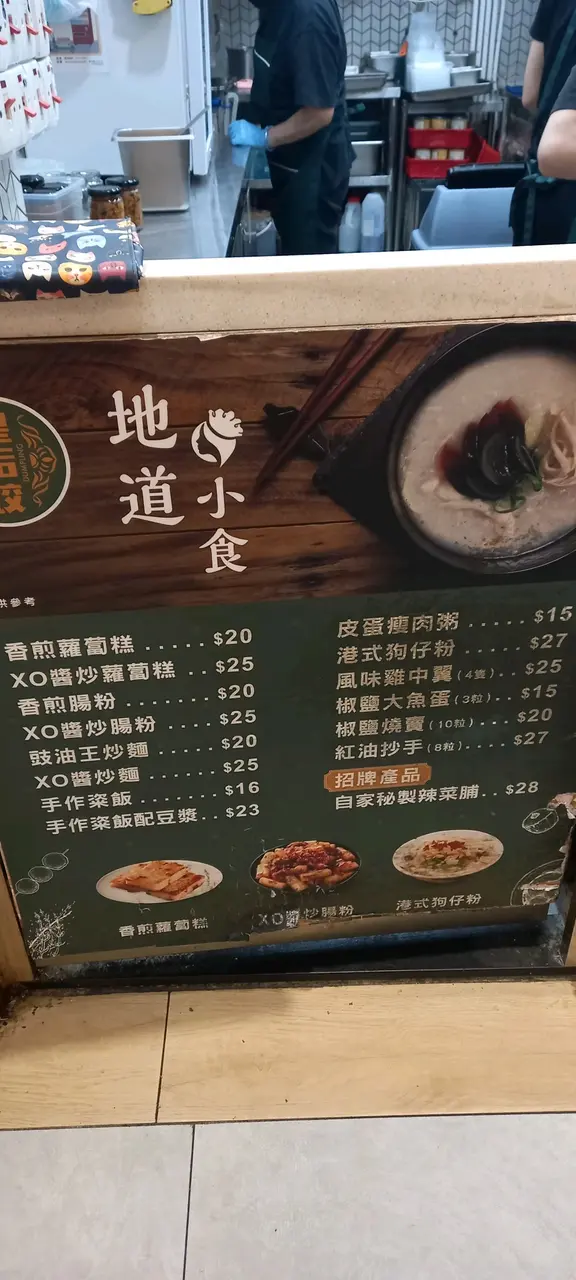 地道
小食
供參考
香煎蘿蔔糕 ...... $20
XO醬炒蘿蔔糕 .. $25
香煎腸粉 ........ $20
XO醬炒腸粉 ..... $25
豉油王炒麵 ...... $20
XO醬炒麵 ....... $25
手作粢飯 ........ $16
手作粢飯配豆漿.. $23
皮蛋瘦肉粥 ..... $15
港式狗仔粉 ..... $27
風味雞中翼(4隻).. $25
椒鹽大魚蛋(3粒).... $15
椒鹽燒賣(10粒).... $20
紅油抄手(8粒)..... $27
招牌產品
自家秘製辣菜脯.. $28
香煎蘿蔔糕
XO醬炒腸粉
港式狗仔粉